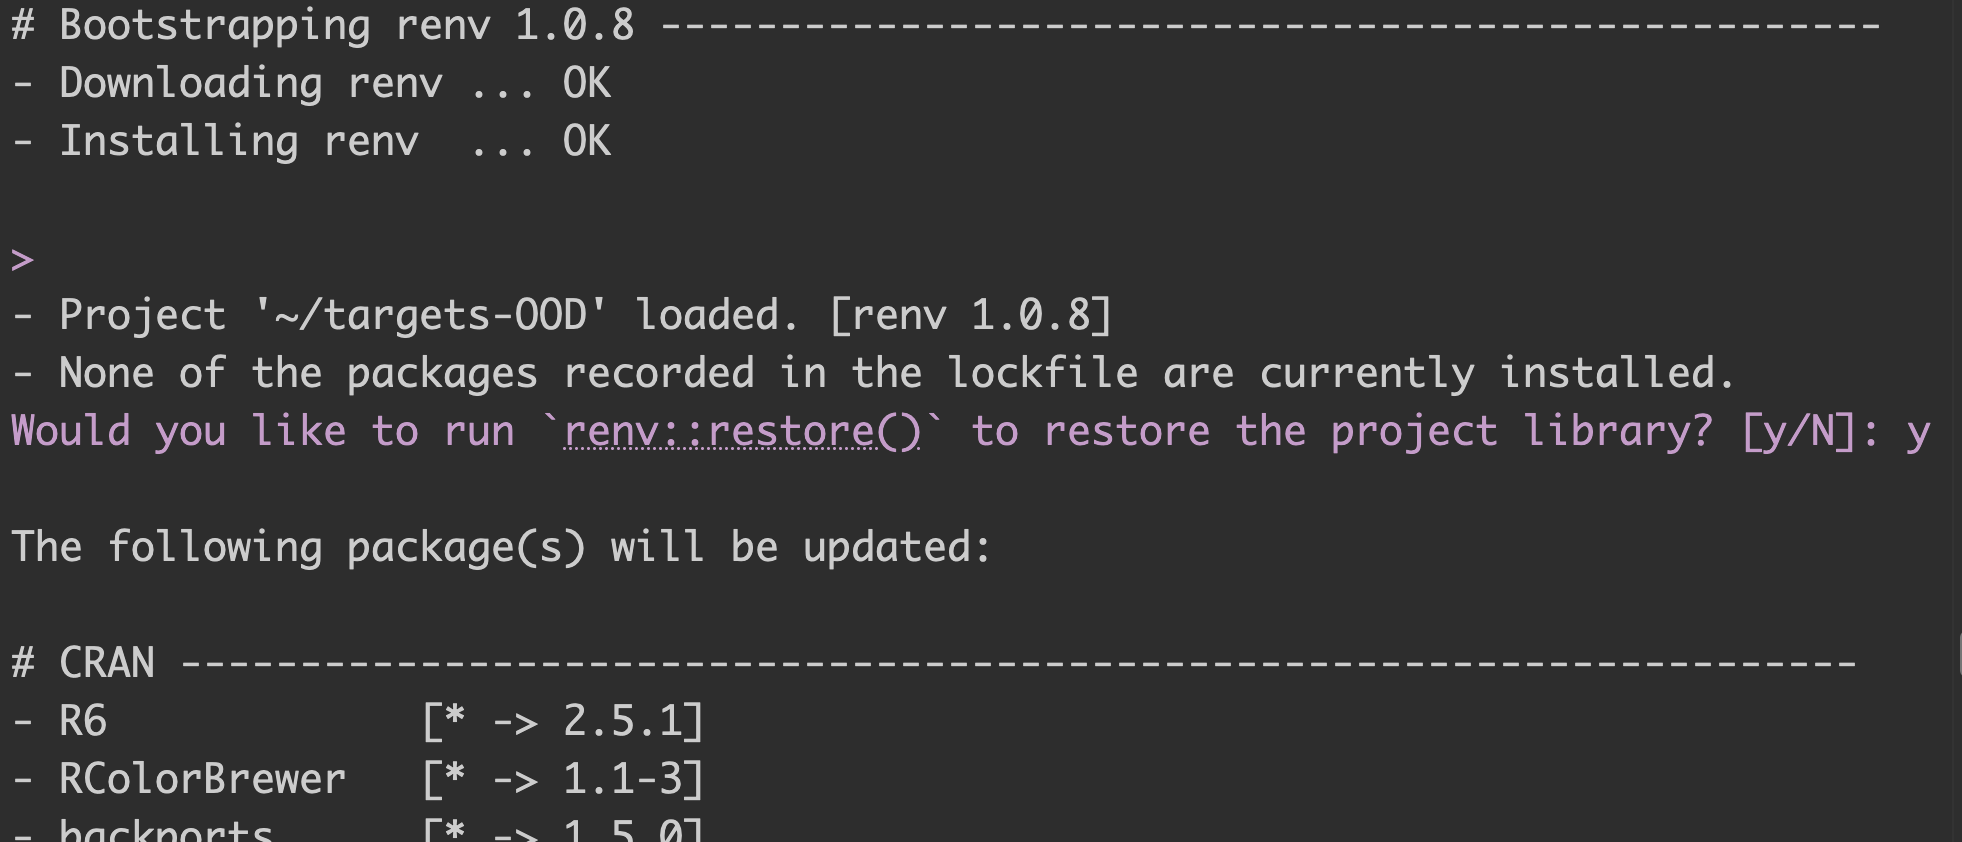 # Bootstrapping renv 1.0.8 ---------------------------------------------------
- Downloading renv ... OK
- Installing renv  ... OK
>
- Project '~/targets-OOD' loaded. [renv 1.0.8]
- None of the packages recorded in the lockfile are currently installed.
Would you like to run `renv::restore()` to restore the project library? [y/N]: y
The following package(s) will be updated:
# CRAN ----------------------------------------------------------------------
- R6             [* -> 2.5.1]
- RColorBrewer   [* -> 1.1-3]
- backports      [* -> 1.5.0]